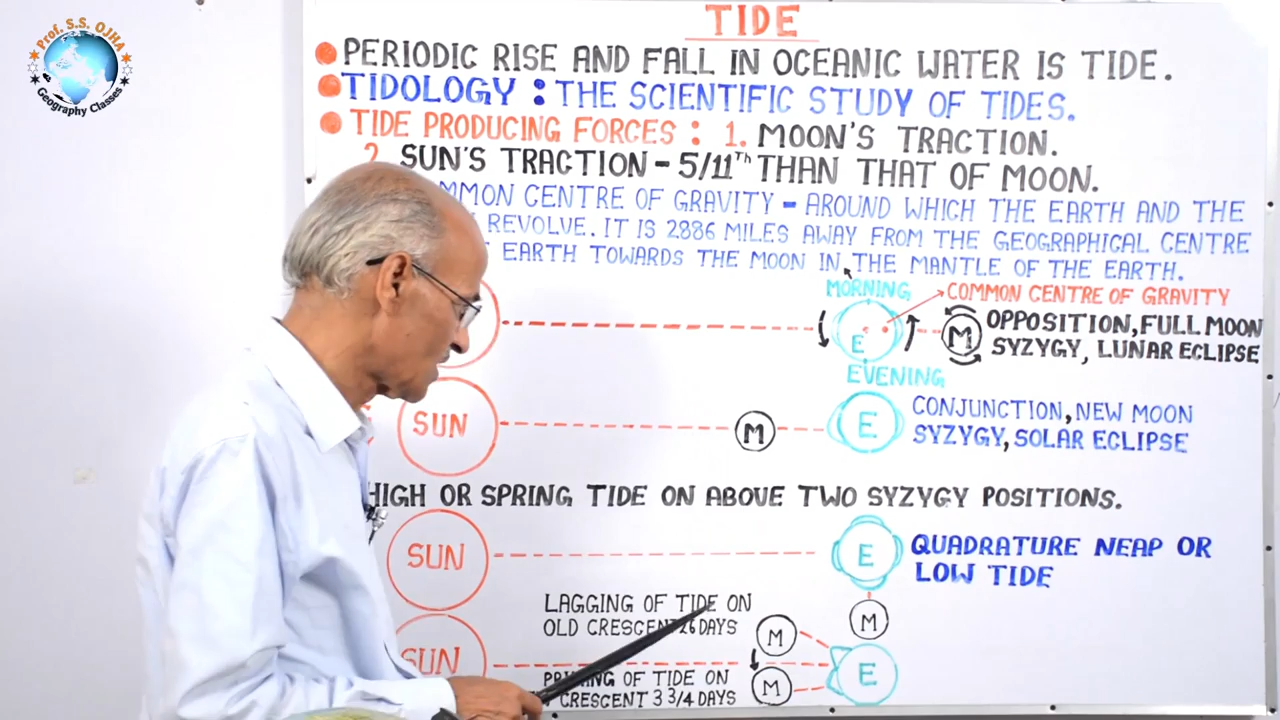 Prof. S.S. OJHA
Geography Classes
TIDE
PERIODIC RISE AND FALL IN OCEANIC WATER IS TIDE.
TIDOLOGY : THE SCIENTIFIC STUDY OF TIDES.
TIDE PRODUCING FORCES : 1. MOON'S TRACTION.
2. SUN'S TRACTION - 5/11Th THAN THAT OF MOON.
CENTRE OF GRAVITY - AROUND WHICH THE EARTH AND THE
REVOLVE. IT IS 2886 MILES AWAY FROM THE GEOGRAPHICAL CENTRE
EARTH TOWARDS THE MOON IN THE MANTLE OF THE EARTH.
MORNING
COMMON CENTRE OF GRAVITY
E
M
OPPOSITION, FULL MOON
SYZYGY, LUNAR ECLIPSE
EVENING
SUN
M
E
CONJUNCTION, NEW MOON
SYZYGY, SOLAR ECLIPSE
HIGH OR SPRING TIDE ON ABOVE TWO SYZYGY POSITIONS.
SUN
E
QUADRATURE NEAP OR
LOW TIDE
M
LAGGING OF TIDE ON
OLD CRESCENT 26 DAYS
SUN
M
M
E
OF TIDE ON
CRESCENT 3 3/4 DAYS